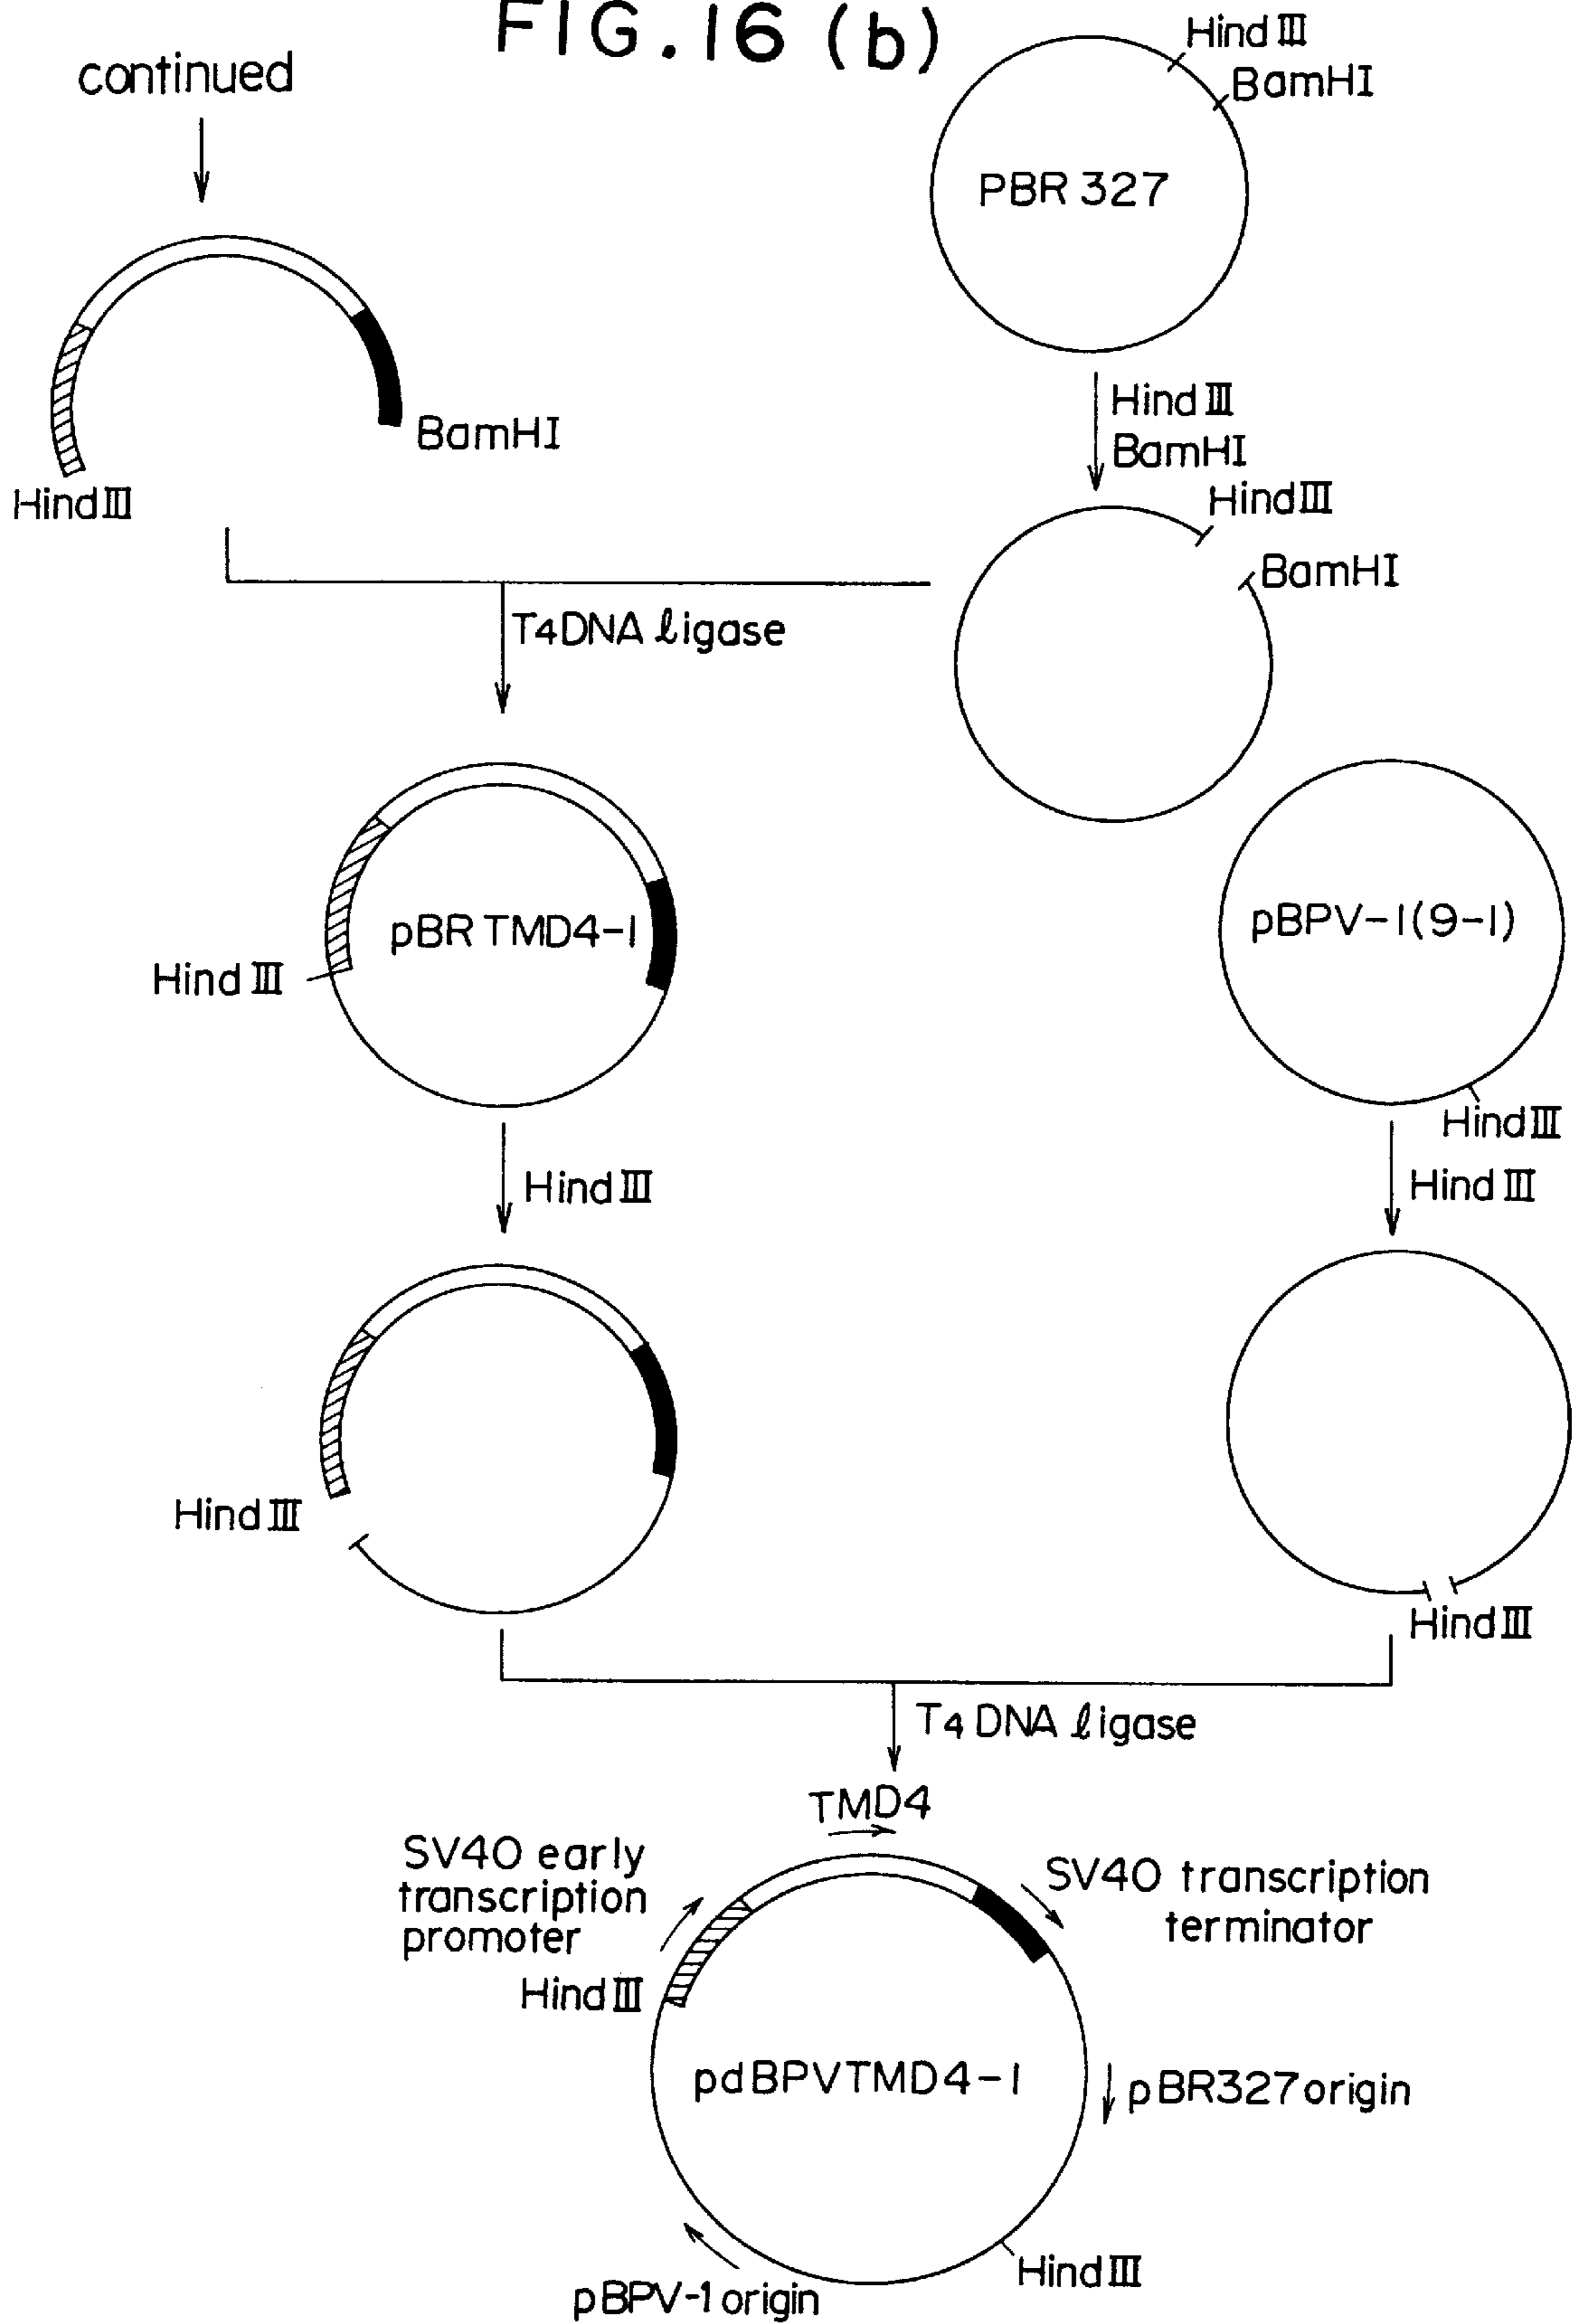 FIG. 16 (b)
continued
Hind III
BamHI
PBR 327
Hind III
BamHI
BamHI
Hind III
Hind III
BamHI
T4 DNA ligase
pBR TMD4-1
Hind III
pBPV-1(9-1)
Hind III
Hind III
Hind III
Hind III
Hind III
T4 DNA ligase
TMD4
SV40 early
transcription
promoter
SV40 transcription
terminator
Hind III
pdBPVTMD4-1
pBR327 origin
Hind III
pBPV-1 origin